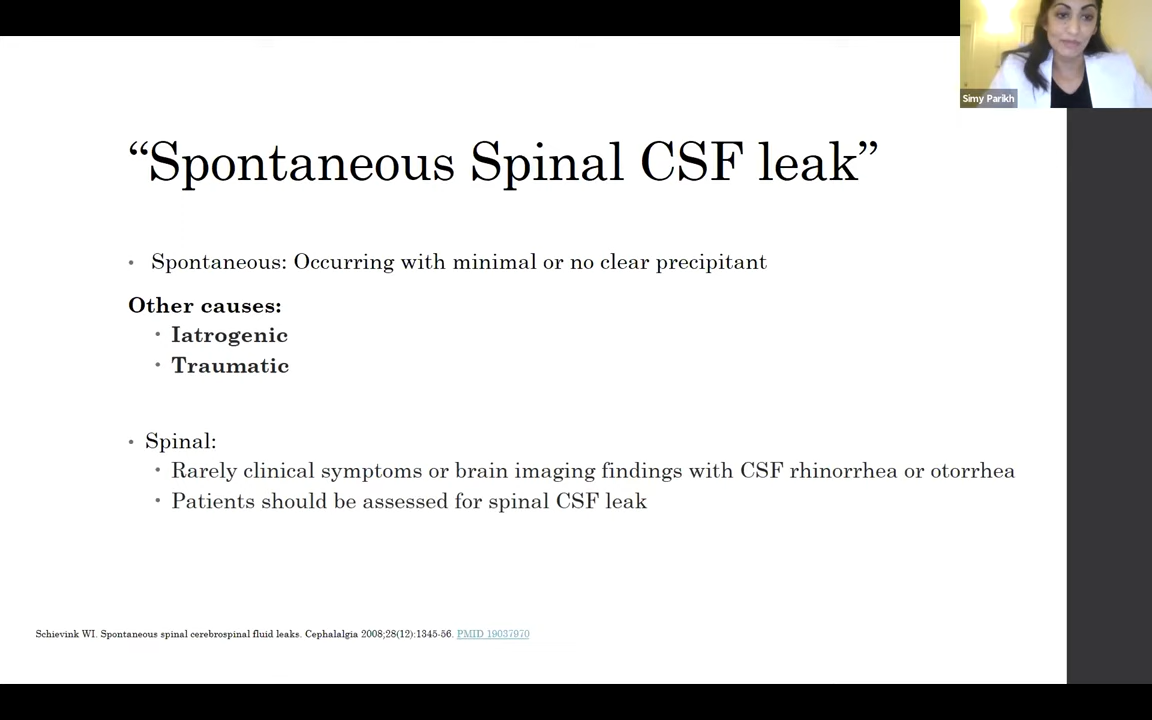 Simy Parikh
“Spontaneous Spinal CSF leak”
• Spontaneous: Occurring with minimal or no clear precipitant
Other causes:
• Iatrogenic
• Traumatic
• Spinal:
• Rarely clinical symptoms or brain imaging findings with CSF rhinorrhea or otorrhea
• Patients should be assessed for spinal CSF leak
Schievink WI. Spontaneous spinal cerebrospinal fluid leaks. Cephalalgia 2008;28(12):1345-56. PMID 19037970